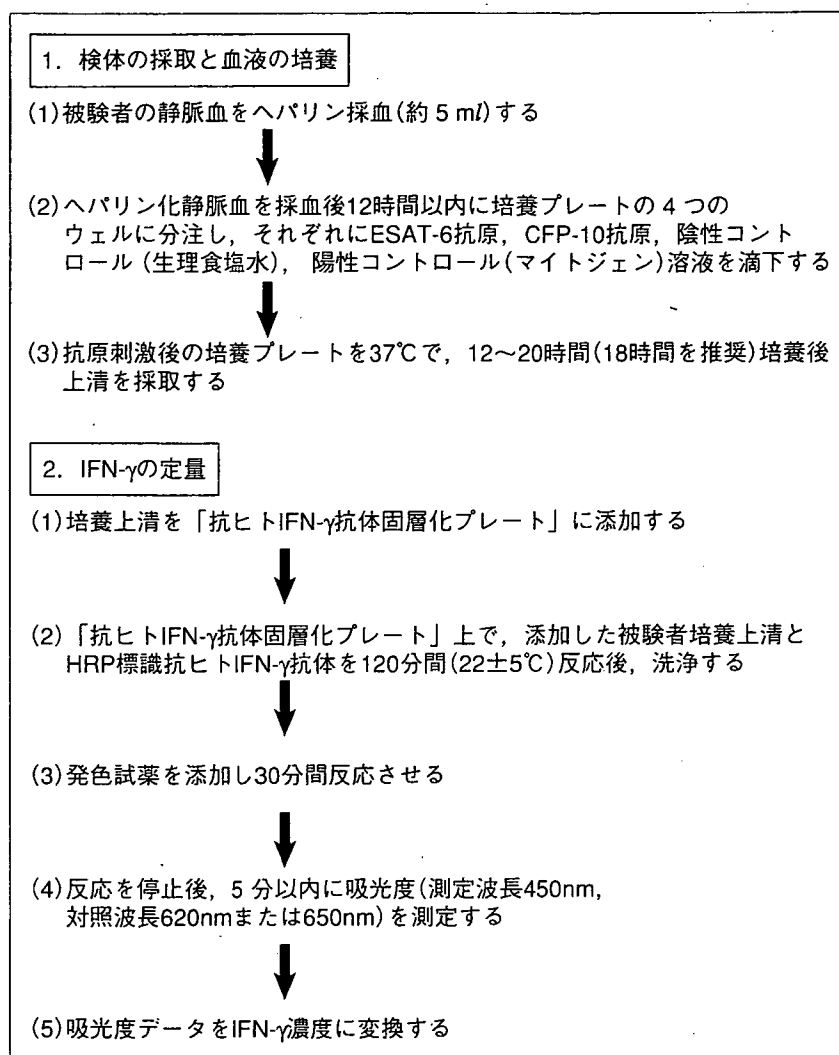 1．検体の採取と血液の培養
(1)被験者の静脈血をヘパリン採血(約 5 ml)する
(2)ヘパリン化静脈血を採血後12時間以内に培養プレートの 4 つの
ウェルに分注し，それぞれにESAT-6抗原，CFP-10抗原，陰性コント
ロール (生理食塩水)， 陽性コントロール(マイトジェン)溶液を滴下する
(3)抗原刺激後の培養プレートを37℃で，12〜20時間(18時間を推奨)培養後
上清を採取する
2．IFN-γの定量
(1)培養上清を「抗ヒトIFN-γ抗体固層化プレート」に添加する
(2)「抗ヒトIFN-γ抗体固層化プレート」上で，添加した被験者培養上清と
HRP標識抗ヒトIFN-γ抗体を120分間(22±5℃)反応後，洗浄する
(3)発色試薬を添加し30分間反応させる
(4)反応を停止後，5 分以内に吸光度(測定波長450nm，
対照波長620nmまたは650nm)を測定する
(5)吸光度データをIFN-γ濃度に変換する